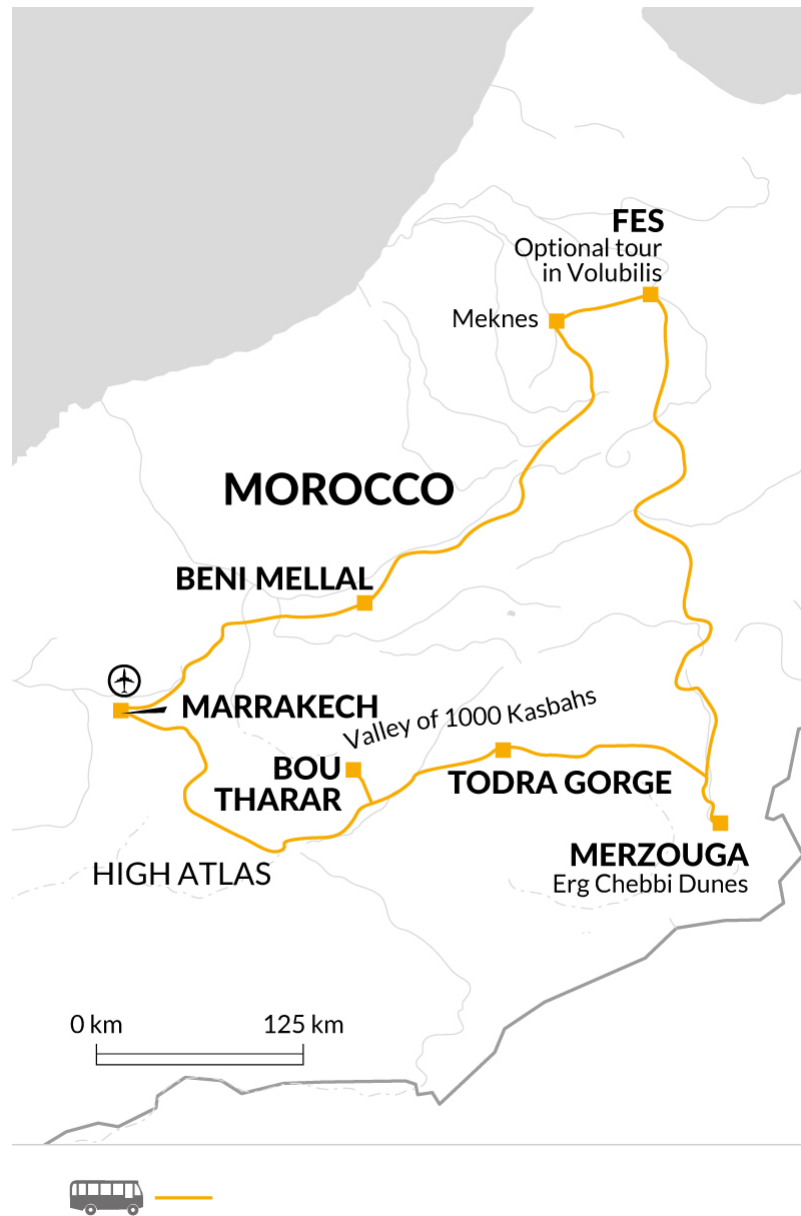 FES
Optional tour
in Volubilis
Meknes
MOROCCO
BENI MELLAL
MARRAKECH
Valley of 1000 Kasbahs
BOU
THARAR
TODRA GORGE
MERZOUGA
Erg Chebbi Dunes
HIGH ATLAS
0 km
125 km